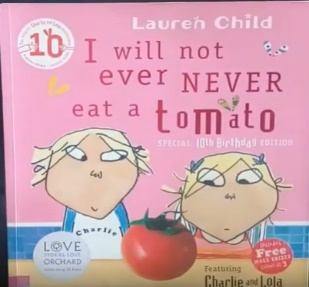 10
Lauren Child
I will not
ever NEVER
eat a tomato
SPECIAL 10th Birthday EDITION
Charlie
LOVE
ORCHARD
Free
Featuring
Charlie and Lola